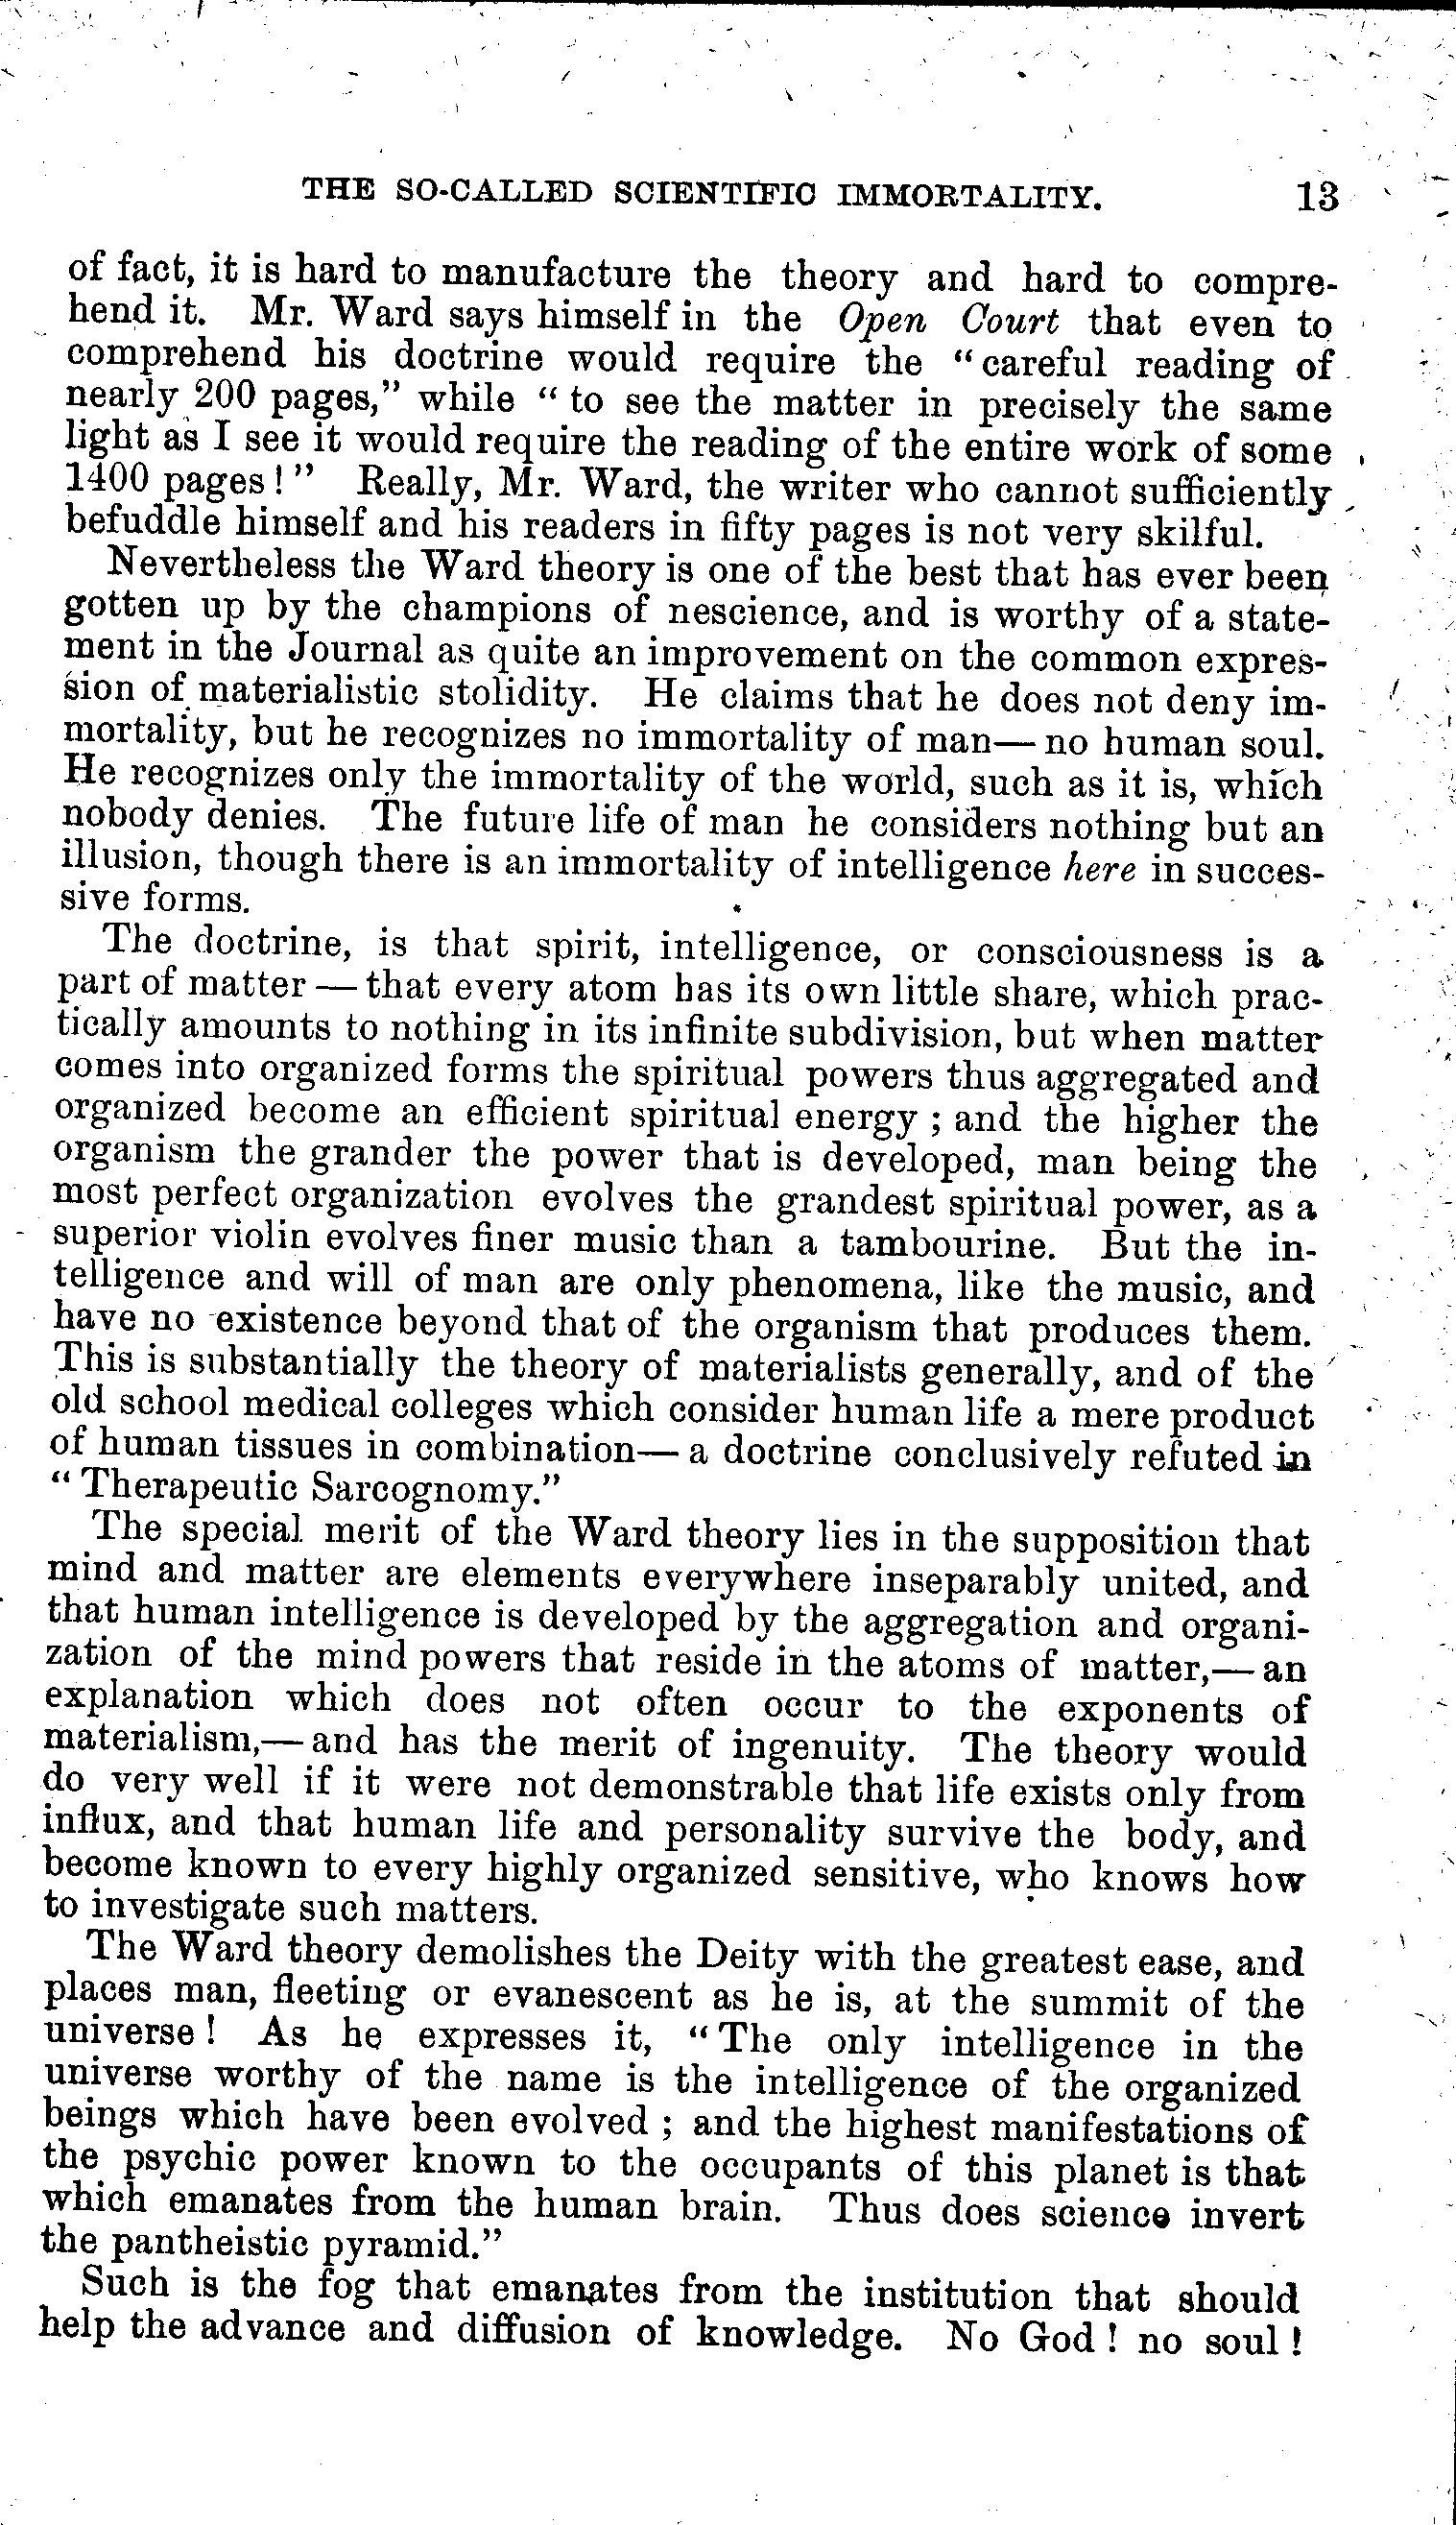 THE SO-CALLED SCIENTIFIC IMMORTALITY. 13
of fact, it is hard to manufacture the theory and hard to compre-
hend it. Mr. Ward says himself in the Open Court that even to
comprehend his doctrine would require the “careful reading of
nearly 200 pages,” while “to see the matter in precisely the same
light as I see it would require the reading of the entire work of some
1400 pages!” Really, Mr. Ward, the writer who cannot sufficiently
befuddle himself and his readers in fifty pages is not very skilful.
Nevertheless the Ward theory is one of the best that has ever been
gotten up by the champions of nescience, and is worthy of a state-
ment in the Journal as quite an improvement on the common expres-
sion of materialistic stolidity. He claims that he does not deny im-
mortality, but he recognizes no immortality of man—no human soul.
He recognizes only the immortality of the world, such as it is, which
nobody denies. The future life of man he considers nothing but an
illusion, though there is an immortality of intelligence here in succes-
sive forms.
The doctrine, is that spirit, intelligence, or consciousness is a
part of matter—that every atom has its own little share, which prac-
tically amounts to nothing in its infinite subdivision, but when matter
comes into organized forms the spiritual powers thus aggregated and
organized become an efficient spiritual energy; and the higher the
organism the grander the power that is developed, man being the
most perfect organization evolves the grandest spiritual power, as a
superior violin evolves finer music than a tambourine. But the in-
telligence and will of man are only phenomena, like the music, and
have no existence beyond that of the organism that produces them.
This is substantially the theory of materialists generally, and of the
old school medical colleges which consider human life a mere product
of human tissues in combination—a doctrine conclusively refuted in
“Therapeutic Sarcognomy.”
The special merit of the Ward theory lies in the supposition that
mind and matter are elements everywhere inseparably united, and
that human intelligence is developed by the aggregation and organi-
zation of the mind powers that reside in the atoms of matter,—an
explanation which does not often occur to the exponents of
materialism,—and has the merit of ingenuity. The theory would
do very well if it were not demonstrable that life exists only from
influx, and that human life and personality survive the body, and
become known to every highly organized sensitive, who knows how
to investigate such matters.
The Ward theory demolishes the Deity with the greatest ease, and
places man, fleeting or evanescent as he is, at the summit of the
universe! As he expresses it, “The only intelligence in the
universe worthy of the name is the intelligence of the organized
beings which have been evolved; and the highest manifestations of
the psychic power known to the occupants of this planet is that
which emanates from the human brain. Thus does science invert
the pantheistic pyramid.”
Such is the fog that emanates from the institution that should
help the advance and diffusion of knowledge. No God! no soul!